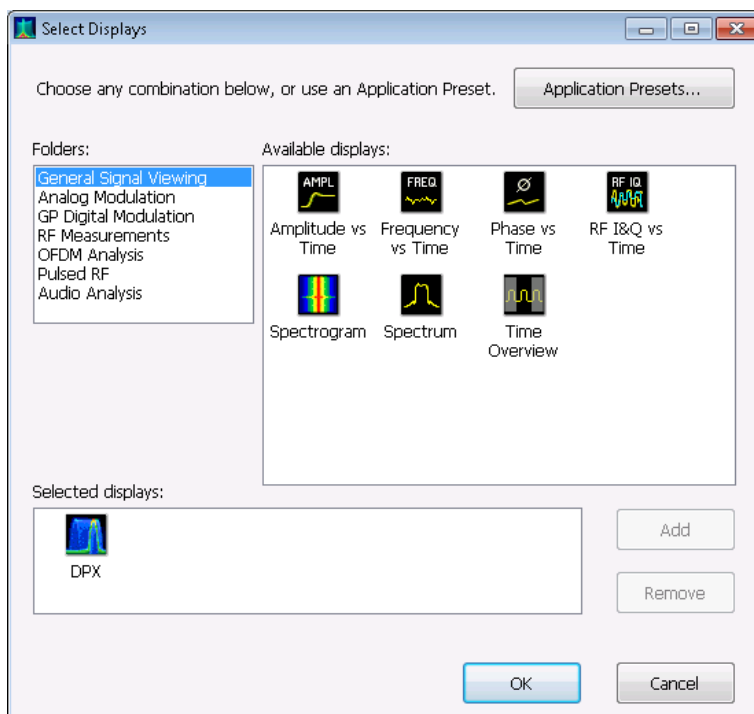 Select Displays
Choose any combination below, or use an Application Preset.
Application Presets...
Folders:
General Signal Viewing
Analog Modulation
GP Digital Modulation
RF Measurements
OFDM Analysis
Pulsed RF
Audio Analysis
Available displays:
AMPL
FREQ
Ø
RF IQ
Amplitude vs
Time
Frequency
vs Time
Phase vs
Time
RF I&Q vs
Time
Spectrogram
Spectrum
Time
Overview
Selected displays:
DPX
Add
Remove
OK
Cancel